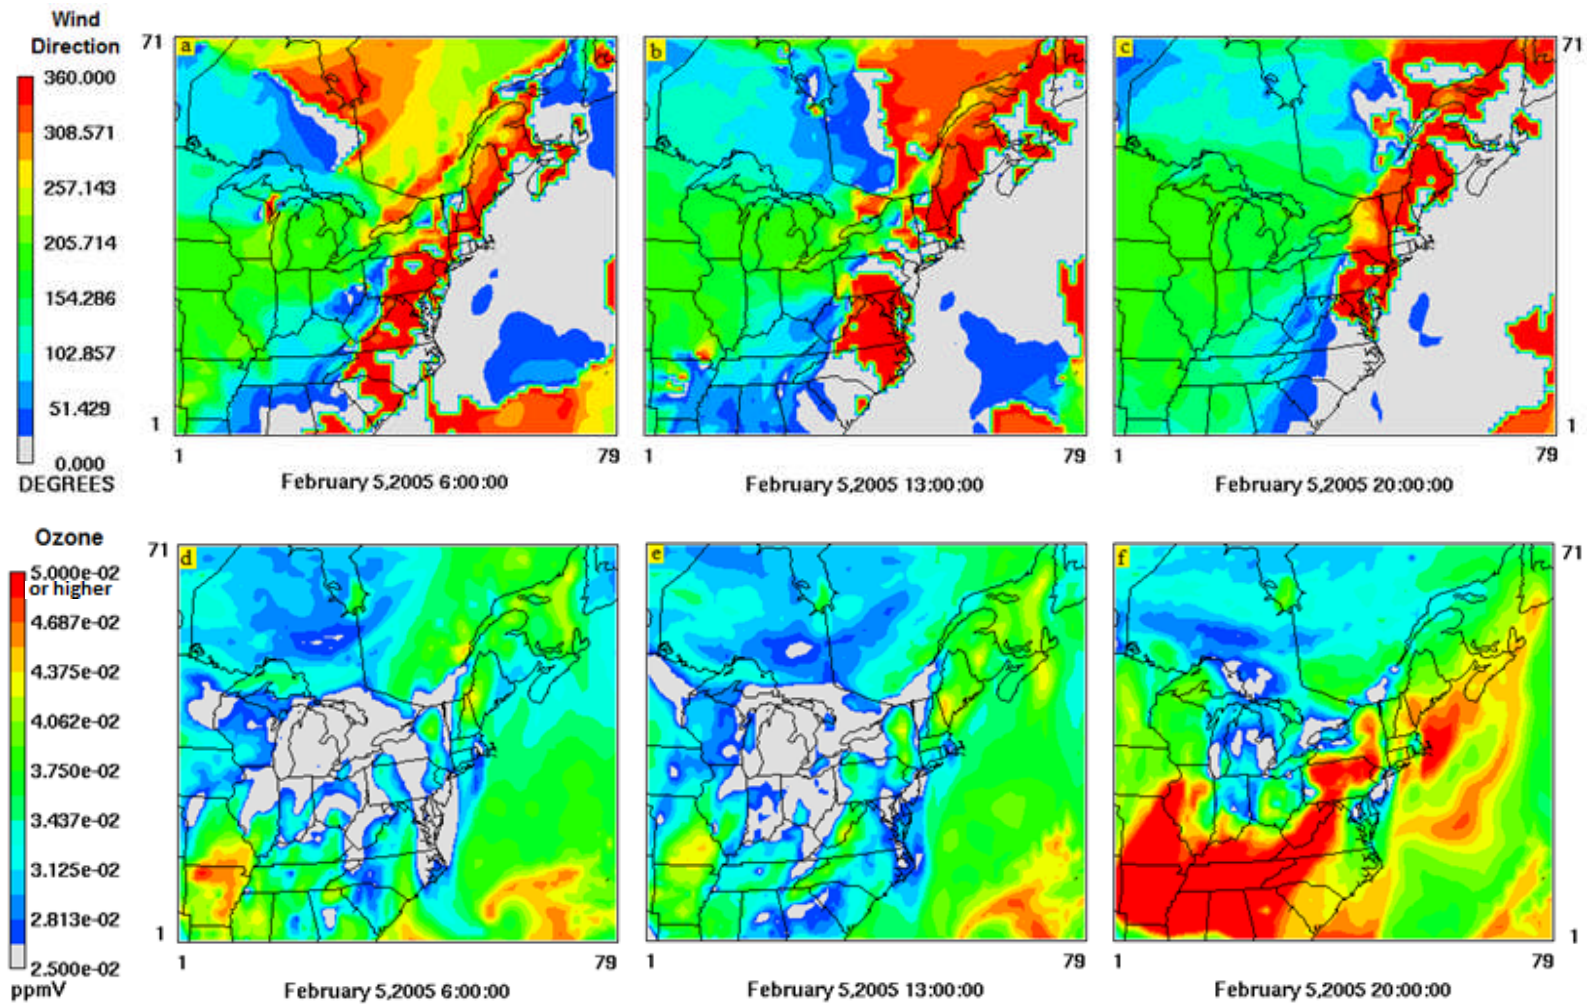 Wind
Direction
360.000
308.571
257.143
205.714
154.286
102.857
51.429
0.000
DEGREES
71
1
a
1
79
February 5,2005 6:00:00
b
1
79
February 5,2005 13:00:00
c
71
1
1
79
February 5,2005 20:00:00
Ozone
5.000e-02
or higher
4.687e-02
4.375e-02
4.062e-02
3.750e-02
3.437e-02
3.125e-02
2.813e-02
2.500e-02
ppmV
71
1
d
1
79
February 5,2005 6:00:00
e
1
79
February 5,2005 13:00:00
f
71
1
1
79
February 5,2005 20:00:00